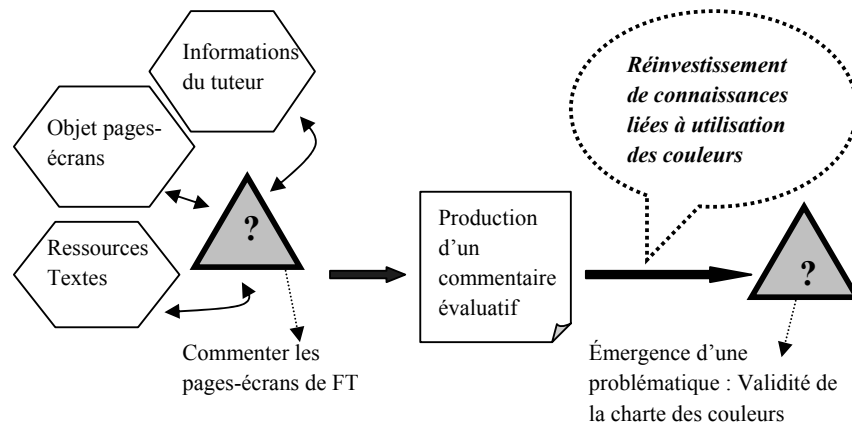 Informations
du tuteur
Objet pages-
écrans
Ressources
Textes
?
Commenter les
pages-écrans de FT
Production
d’un
commentaire
évaluatif
Réinvestissement
de connaissances
liées à utilisation
des couleurs
?
Émergence d’une
problématique : Validité de
la charte des couleurs